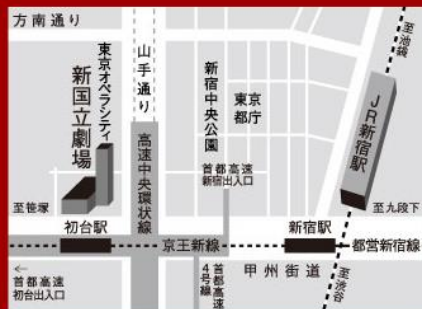 方南通り
至池袋
山手通り
東京オペラシティ
新国立劇場
新宿中央公園
東京
都庁
JR新宿駅
高速中央環状線
首都高速
新宿出入口
至笹塚
至九段下
初台駅
新宿駅
京王新線
都営新宿線
←
首都高速
初台出入口
首都高速
4号線
甲州街道
至渋谷